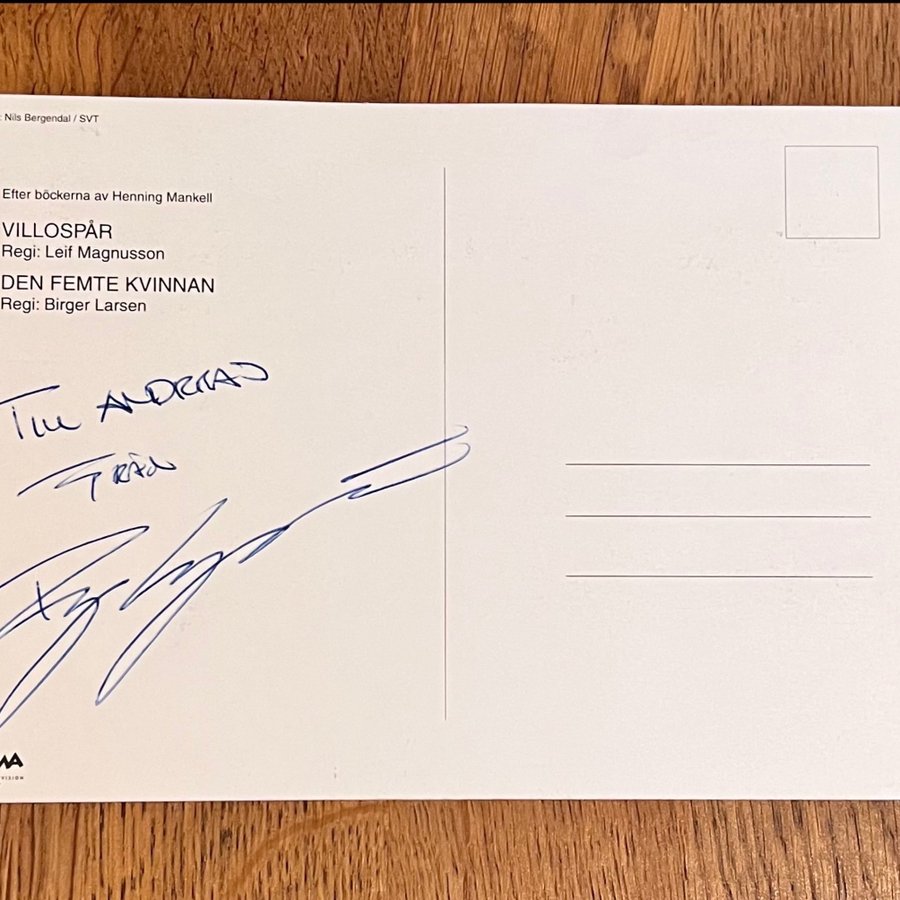 : Nils Bergendal / SVT
Efter böckerna av Henning Mankell
VILLOSPÅR
Regi: Leif Magnusson
DEN FEMTE KVINNAN
Regi: Birger Larsen
TILL ANDREAS
FRÅN